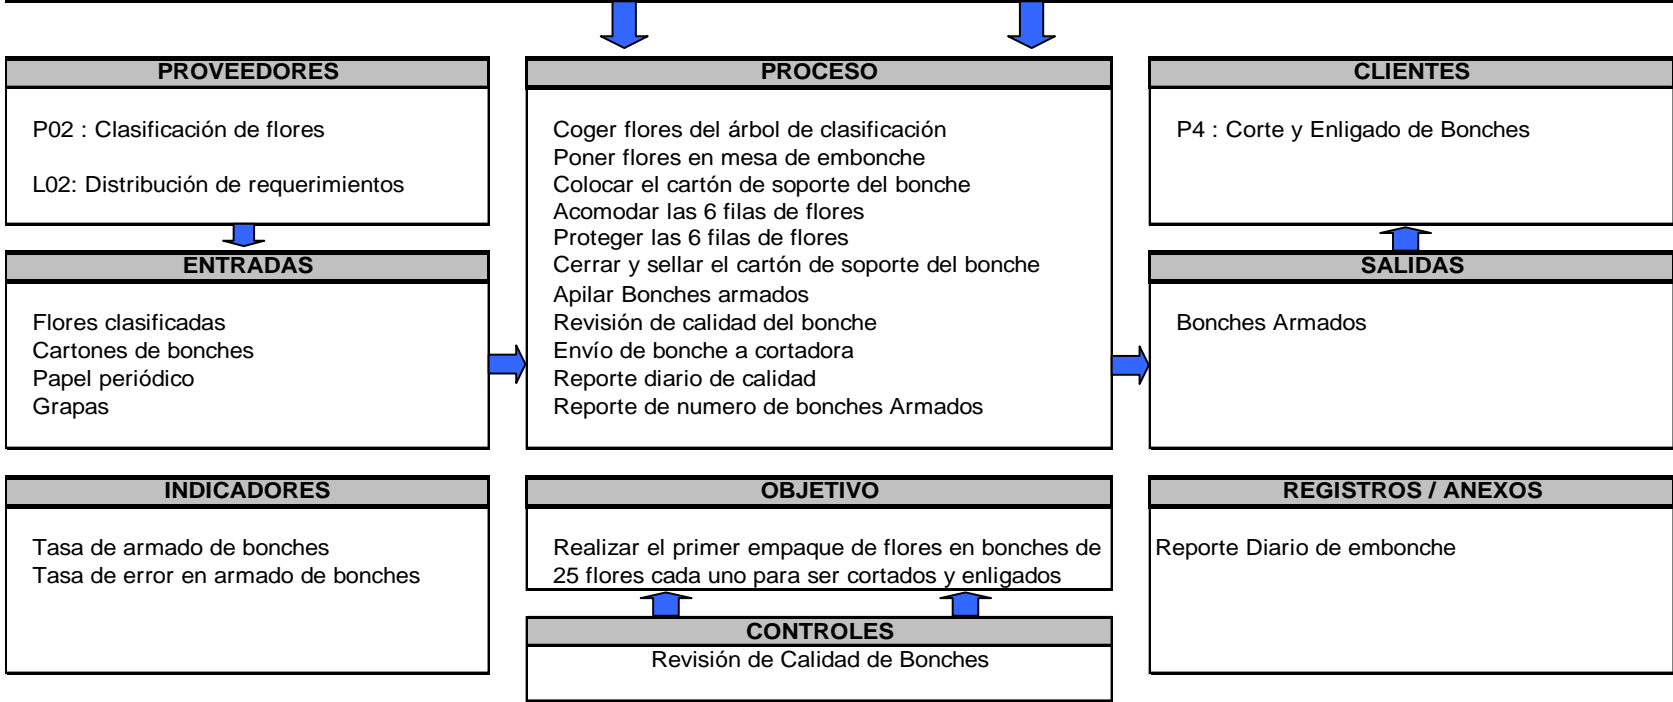 PROVEEDORES
P02 : Clasificación de flores
L02: Distribución de requerimientos
ENTRADAS
Flores clasificadas
Cartones de bonches
Papel periódico
Grapas
PROCESO
Coger flores del árbol de clasificación
Poner flores en mesa de embonche
Colocar el cartón de soporte del bonche
Acomodar las 6 filas de flores
Proteger las 6 filas de flores
Cerrar y sellar el cartón de soporte del bonche
Apilar Bonches armados
Revisión de calidad del bonche
Envío de bonche a cortadora
Reporte diario de calidad
Reporte de numero de bonches Armados
CLIENTES
P4 : Corte y Enligado de Bonches
SALIDAS
Bonches Armados
INDICADORES
Tasa de armado de bonches
Tasa de error en armado de bonches
OBJETIVO
Realizar el primer empaque de flores en bonches de
25 flores cada uno para ser cortados y enligados
CONTROLES
Revisión de Calidad de Bonches
REGISTROS / ANEXOS
Reporte Diario de embonche